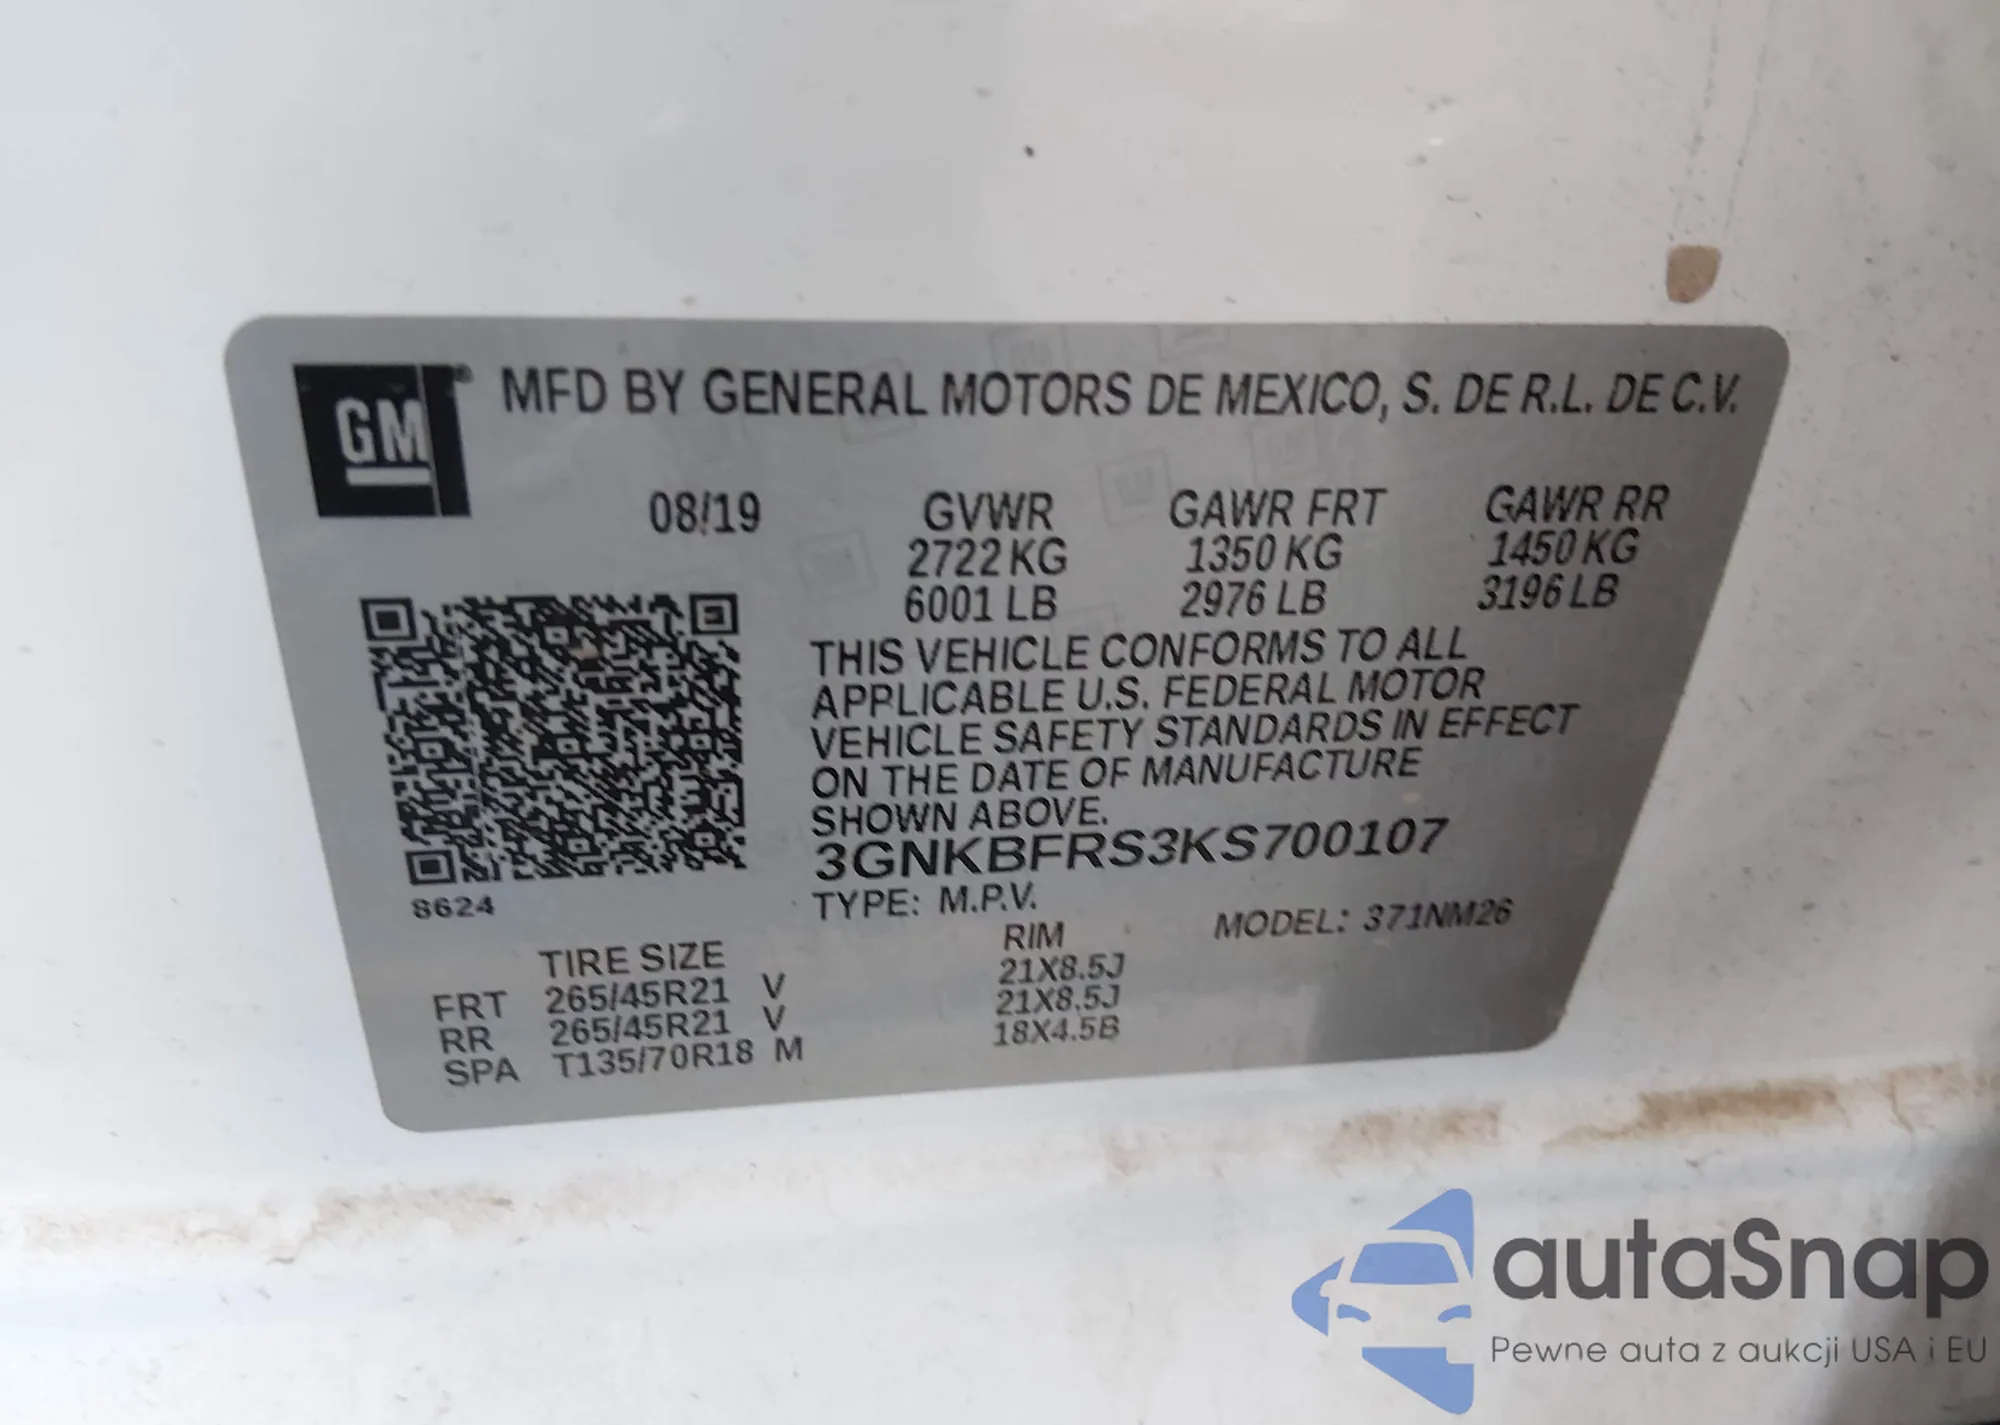 GM® MFD BY GENERAL MOTORS DE MEXICO, S. DE R.L. DE C.V.
08/19 GVWR GAWR FRT GAWR RR
2722 KG 1350 KG 1450 KG
6001 LB 2976 LB 3196 LB
THIS VEHICLE CONFORMS TO ALL
APPLICABLE U.S. FEDERAL MOTOR
VEHICLE SAFETY STANDARDS IN EFFECT
ON THE DATE OF MANUFACTURE
SHOWN ABOVE.
3GNKBFRS3KS700107
8624 TYPE: M.P.V. MODEL: 371NM26
TIRE SIZE RIM
FRT 265/45R21 V 21X8.5J
RR 265/45R21 V 21X8.5J
SPA T135/70R18 M 18X4.5B
autaSnap
Pewne auta z aukcji USA i EU